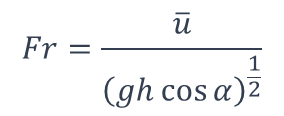 Fr = ū / (gh cos α)^(1/2)